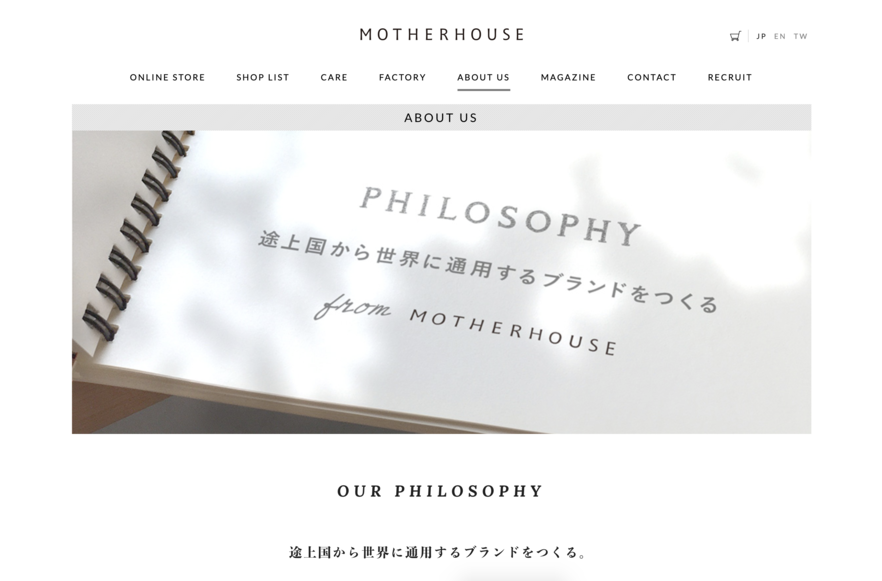 MOTHERHOUSE
JP EN TW
ONLINE STORE SHOP LIST CARE FACTORY ABOUT US MAGAZINE CONTACT RECRUIT
ABOUT US
PHILOSOPHY
途上国から世界に通用するブランドをつくる
from MOTHERHOUSE
OUR PHILOSOPHY
途上国から世界に通用するブランドをつくる。